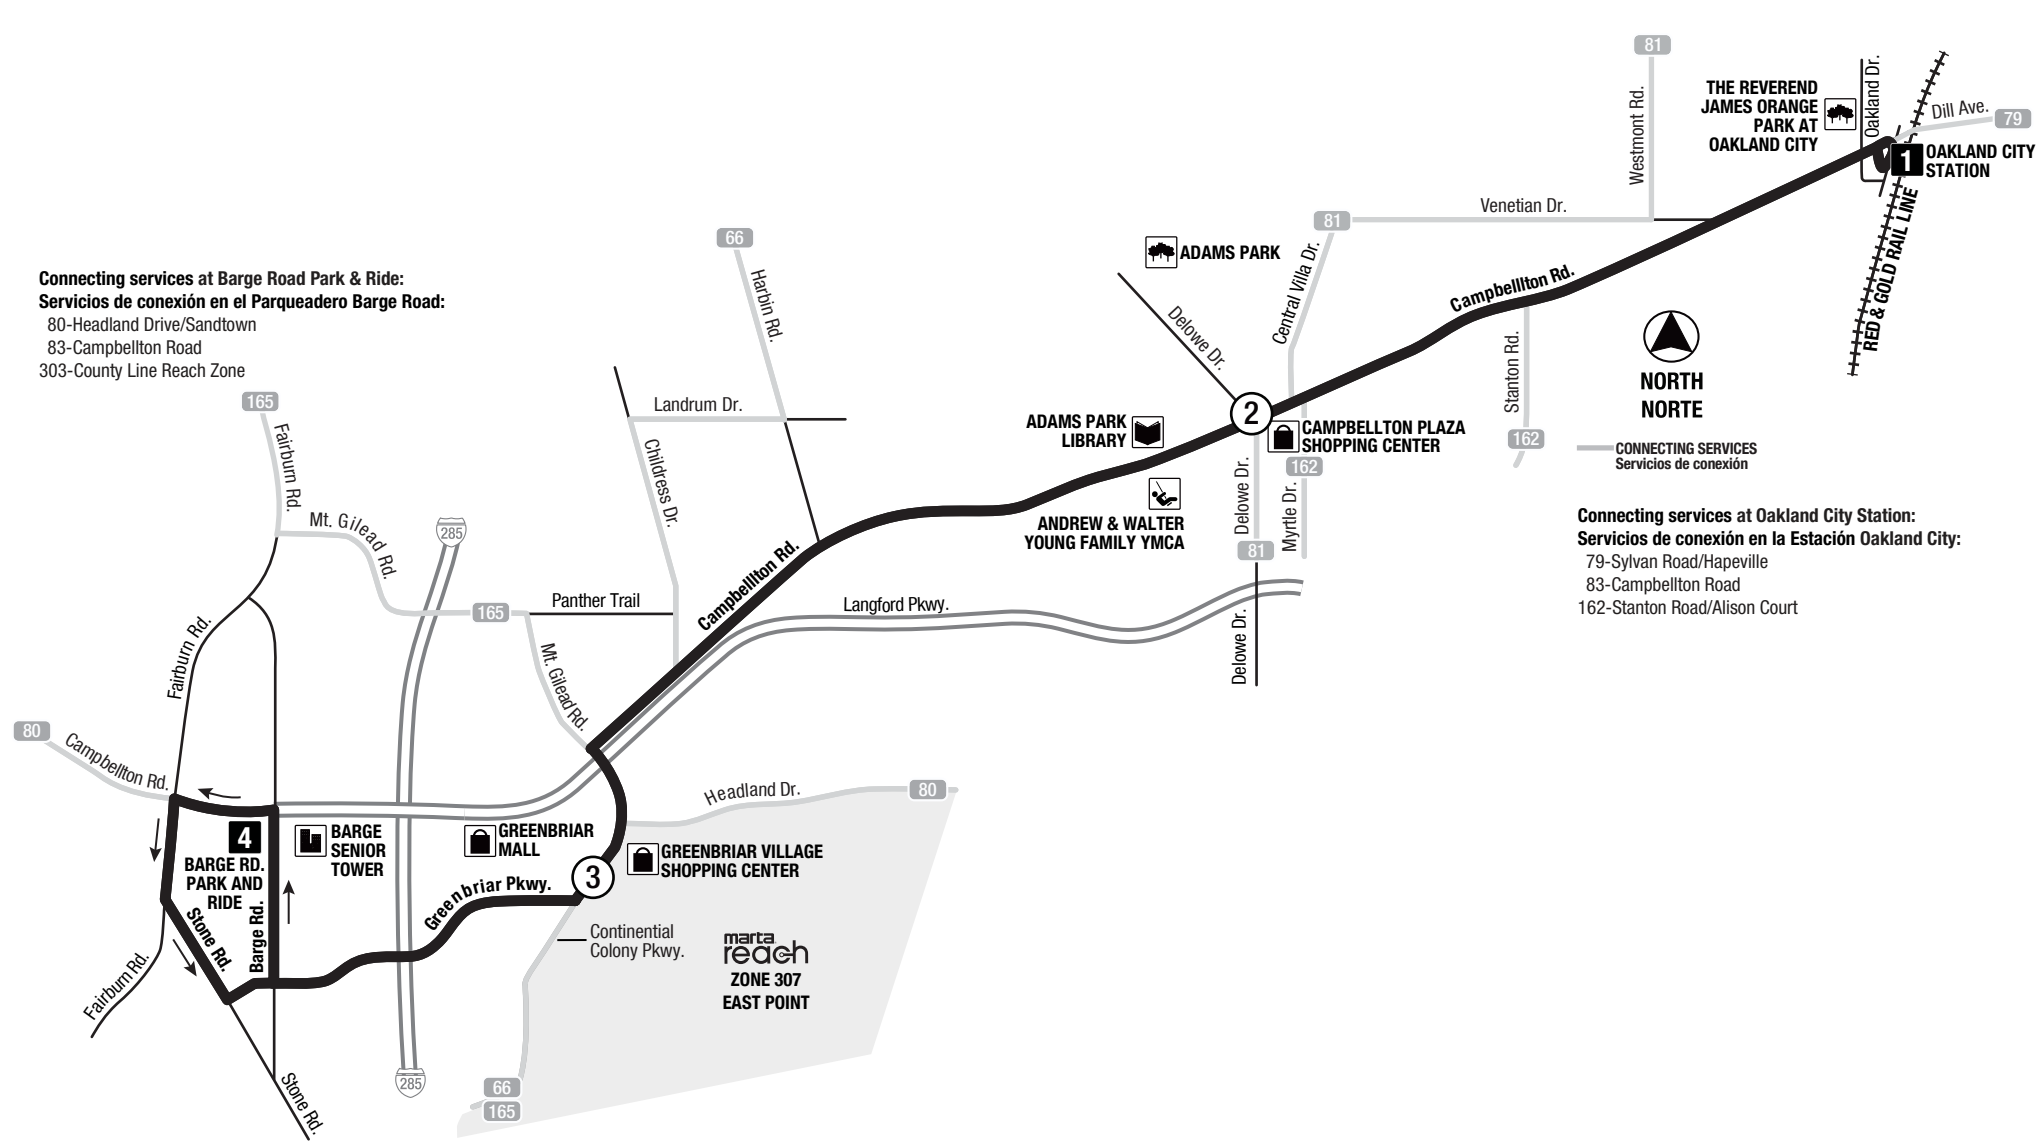 81
THE REVEREND
JAMES ORANGE
PARK AT
OAKLAND CITY
Oakland Dr.
Dill Ave.
79
1
OAKLAND CITY
STATION
Westmont Rd.
RED & GOLD RAIL LINE
Venetian Dr.
81
66
ADAMS PARK
Central Villa Dr.
Campbelllton Rd.
Harbin Rd.
Delowe Dr.
Connecting services at Barge Road Park & Ride:
Servicios de conexión en el Parqueadero Barge Road:
80-Headland Drive/Sandtown
83-Campbellton Road
303-County Line Reach Zone
Stanton Rd.
NORTH
NORTE
165
Landrum Dr.
2
ADAMS PARK
LIBRARY
CAMPBELLTON PLAZA
SHOPPING CENTER
162
CONNECTING SERVICES
Servicios de conexión
Fairburn Rd.
Childress Dr.
162
Delowe Dr.
Myrtle Dr.
Mt. Gilead Rd.
285
ANDREW & WALTER
YOUNG FAMILY YMCA
81
Connecting services at Oakland City Station:
Servicios de conexión en la Estación Oakland City:
79-Sylvan Road/Hapeville
83-Campbellton Road
162-Stanton Road/Alison Court
Campbelllton Rd.
165
Panther Trail
Langford Pkwy.
Delowe Dr.
Fairburn Rd.
Mt. Gilead Rd.
80
Campbellton Rd.
Headland Dr.
80
4
BARGE RD.
PARK AND
RIDE
BARGE
SENIOR
TOWER
GREENBRIAR
MALL
GREENBRIAR VILLAGE
SHOPPING CENTER
3
Greenbriar Pkwy.
Stone Rd.
Barge Rd.
Continential
Colony Pkwy.
marta
reach
ZONE 307
EAST POINT
Fairburn Rd.
285
66
165
Stone Rd.